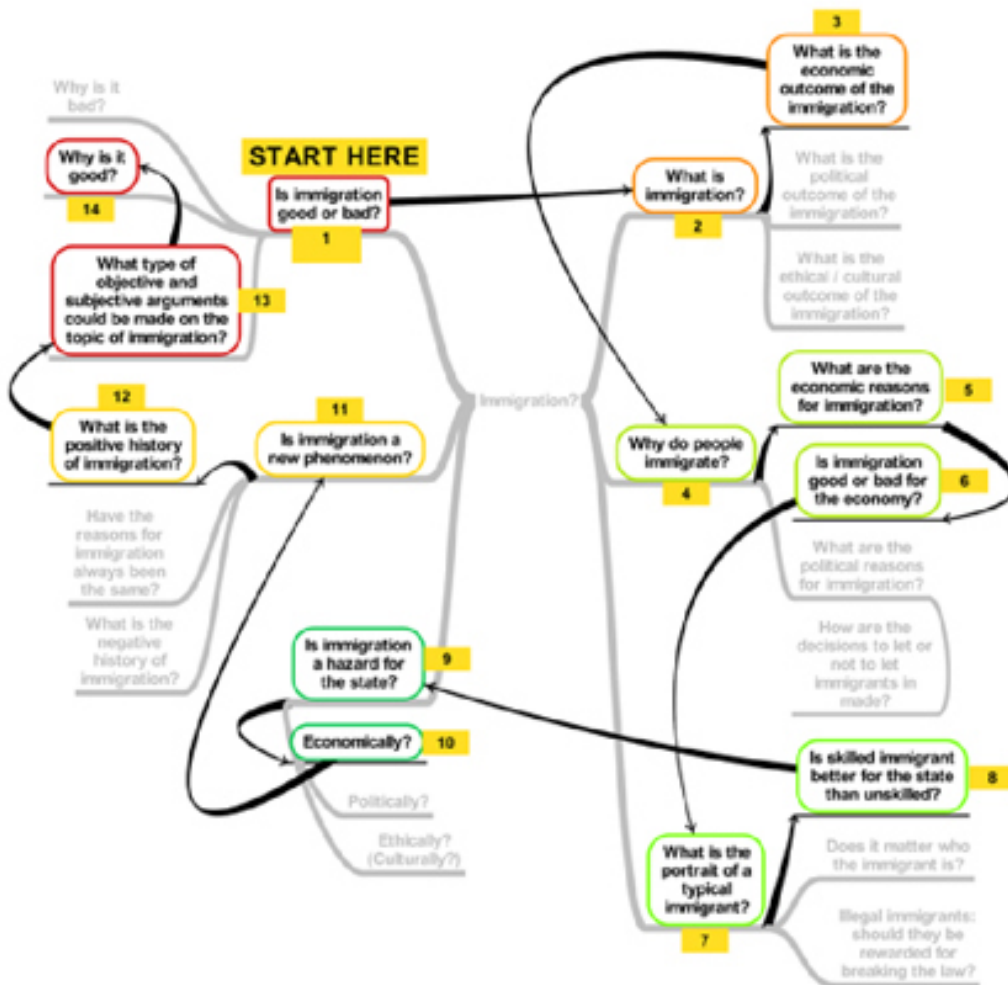 3
What is the
economic
outcome of the
immigration?
Why is it
bad?
START HERE
Why is it
good?
14
Is immigration
good or bad?
1
What is
immigration?
2
What is the
political
outcome of the
immigration?
What is the
ethical / cultural
outcome of the
immigration?
What type of
objective and
subjective arguments
could be made on the
topic of immigration?
13
Immigration?
12
What is the
positive history
of immigration?
11
Is immigration a
new phenomenon?
Why do people
immigrate?
4
What are the
economic reasons
for immigration?
5
Is immigration
good or bad for
the economy?
6
What are the
political reasons
for immigration?
How are the
decisions to let or
not to let
immigrants in
made?
Have the
reasons for
immigration
always been
the same?
What is the
negative
history of
immigration?
Is immigration
a hazard for
the state?
9
Economically?
10
Politically?
Ethically?
(Culturally?)
Is skilled immigrant
better for the state
than unskilled?
8
What is the
portrait of a
typical
immigrant?
7
Does it matter who
the immigrant is?
Illegal immigrants:
should they be
rewarded for
breaking the law?